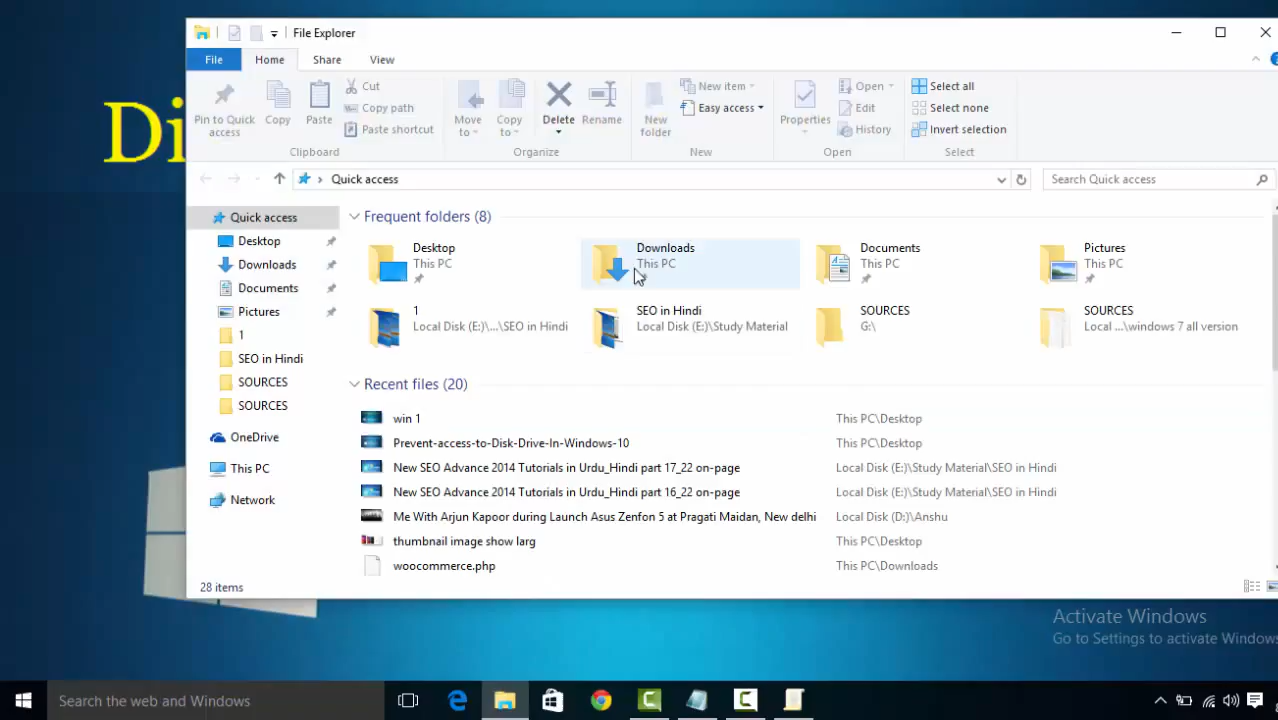 Di
File Explorer
File Home Share View
Pin to Quick access
Copy
Paste
Cut
Copy path
Paste shortcut
Clipboard
Move to
Copy to
Delete
Rename
Organize
New folder
New item
Easy access
New
Properties
Open
Edit
History
Open
Select all
Select none
Invert selection
Select
Quick access
Search Quick access
Quick access
Desktop
Downloads
Documents
Pictures
1
SEO in Hindi
SOURCES
SOURCES
OneDrive
This PC
Network
Frequent folders (8)
Desktop
This PC
Downloads
This PC
Documents
This PC
Pictures
This PC
1
Local Disk (E:)\...\SEO in Hindi
SEO in Hindi
Local Disk (E:)\Study Material
SOURCES
G:\
SOURCES
Local ...\windows 7 all version
Recent files (20)
win 1 This PC\Desktop
Prevent-access-to-Disk-Drive-In-Windows-10 This PC\Desktop
New SEO Advance 2014 Tutorials in Urdu_Hindi part 17_22 on-page Local Disk (E:)\Study Material\SEO in Hindi
New SEO Advance 2014 Tutorials in Urdu_Hindi part 16_22 on-page Local Disk (E:)\Study Material\SEO in Hindi
Me With Arjun Kapoor during Launch Asus Zenfon 5 at Pragati Maidan, New delhi Local Disk (D:)\Anshu
thumbnail image show larg This PC\Desktop
woocommerce.php This PC\Downloads
28 items
Activate Windows
Go to Settings to activate Windows
Search the web and Windows